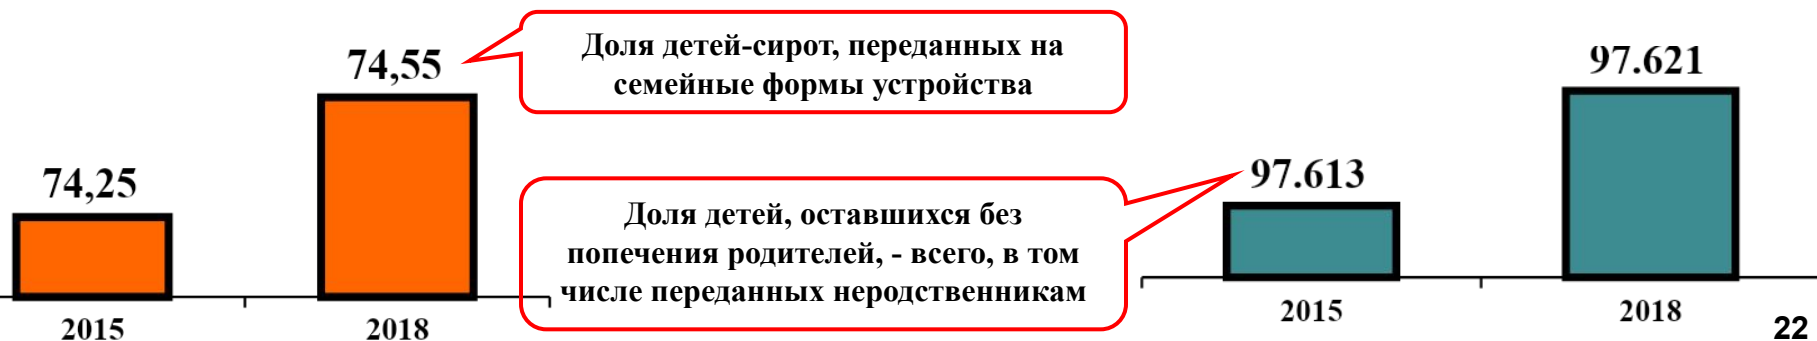 74,25
74,55
2015
2018
Доля детей-сирот, переданных на
семейные формы устройства
Доля детей, оставшихся без
попечения родителей, - всего, в том
числе переданных неродственникам
97.613
97.621
2015
2018
22